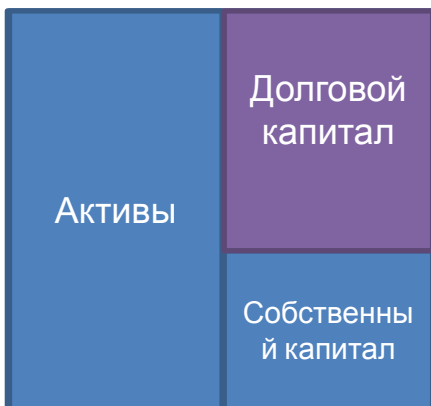 Активы
Долговой
капитал
Собственны
й капитал